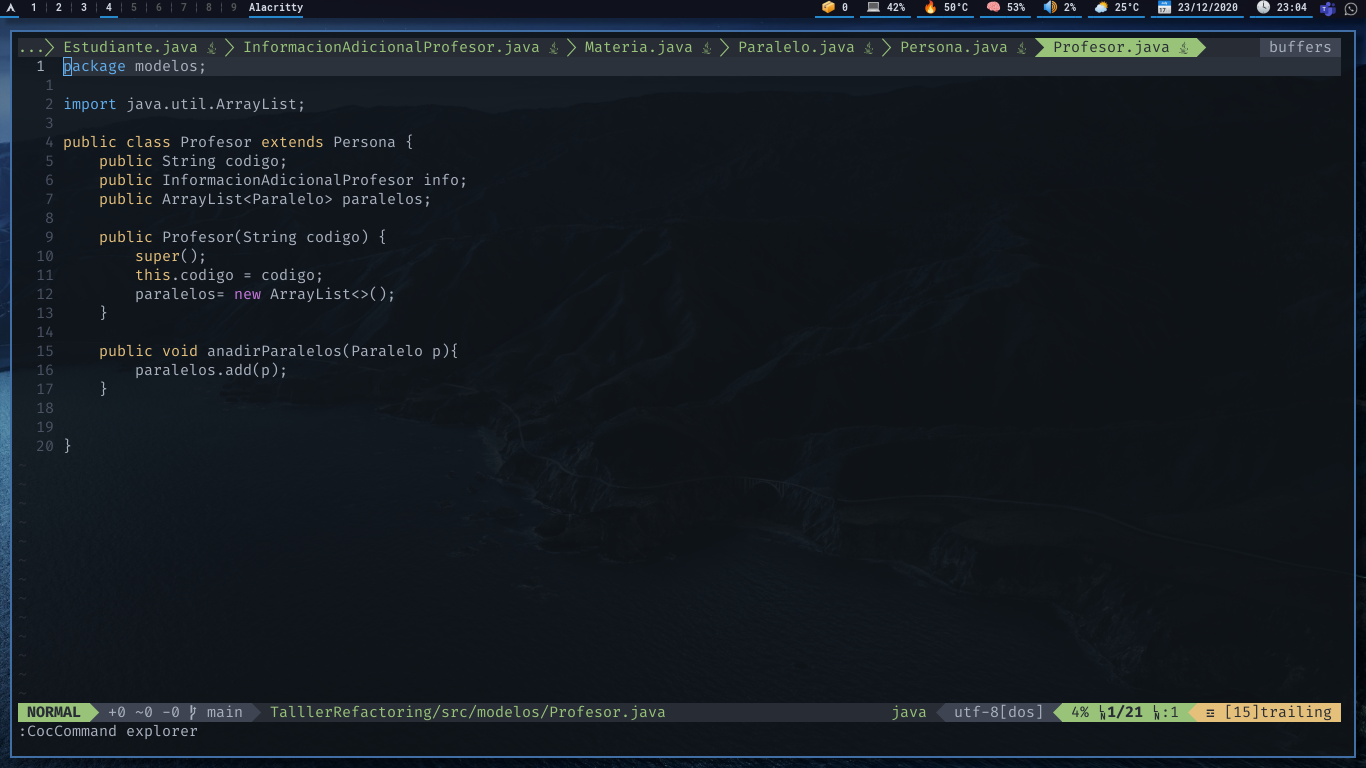 1 | 2 | 3 | 4 | 5 | 6 | 7 | 8 | 9 Alacritty 0 42% 50°C 53% 2% 25°C 23/12/2020 23:04
... Estudiante.java InformacionAdicionalProfesor.java Materia.java Paralelo.java Persona.java Profesor.java buffers
1 package modelos;
1
2 import java.util.ArrayList;
3
4 public class Profesor extends Persona {
5     public String codigo;
6     public InformacionAdicionalProfesor info;
7     public ArrayList<Paralelo> paralelos;
8
9     public Profesor(String codigo) {
10         super();
11         this.codigo = codigo;
12         paralelos= new ArrayList<>();
13     }
14
15     public void anadirParalelos(Paralelo p){
16         paralelos.add(p);
17     }
18
19
20 }
NORMAL +0 ~0 -0 main TalllerRefactoring/src/modelos/Profesor.java java utf-8[dos] 4% 1/21 :1 [15]trailing
:CocCommand explorer